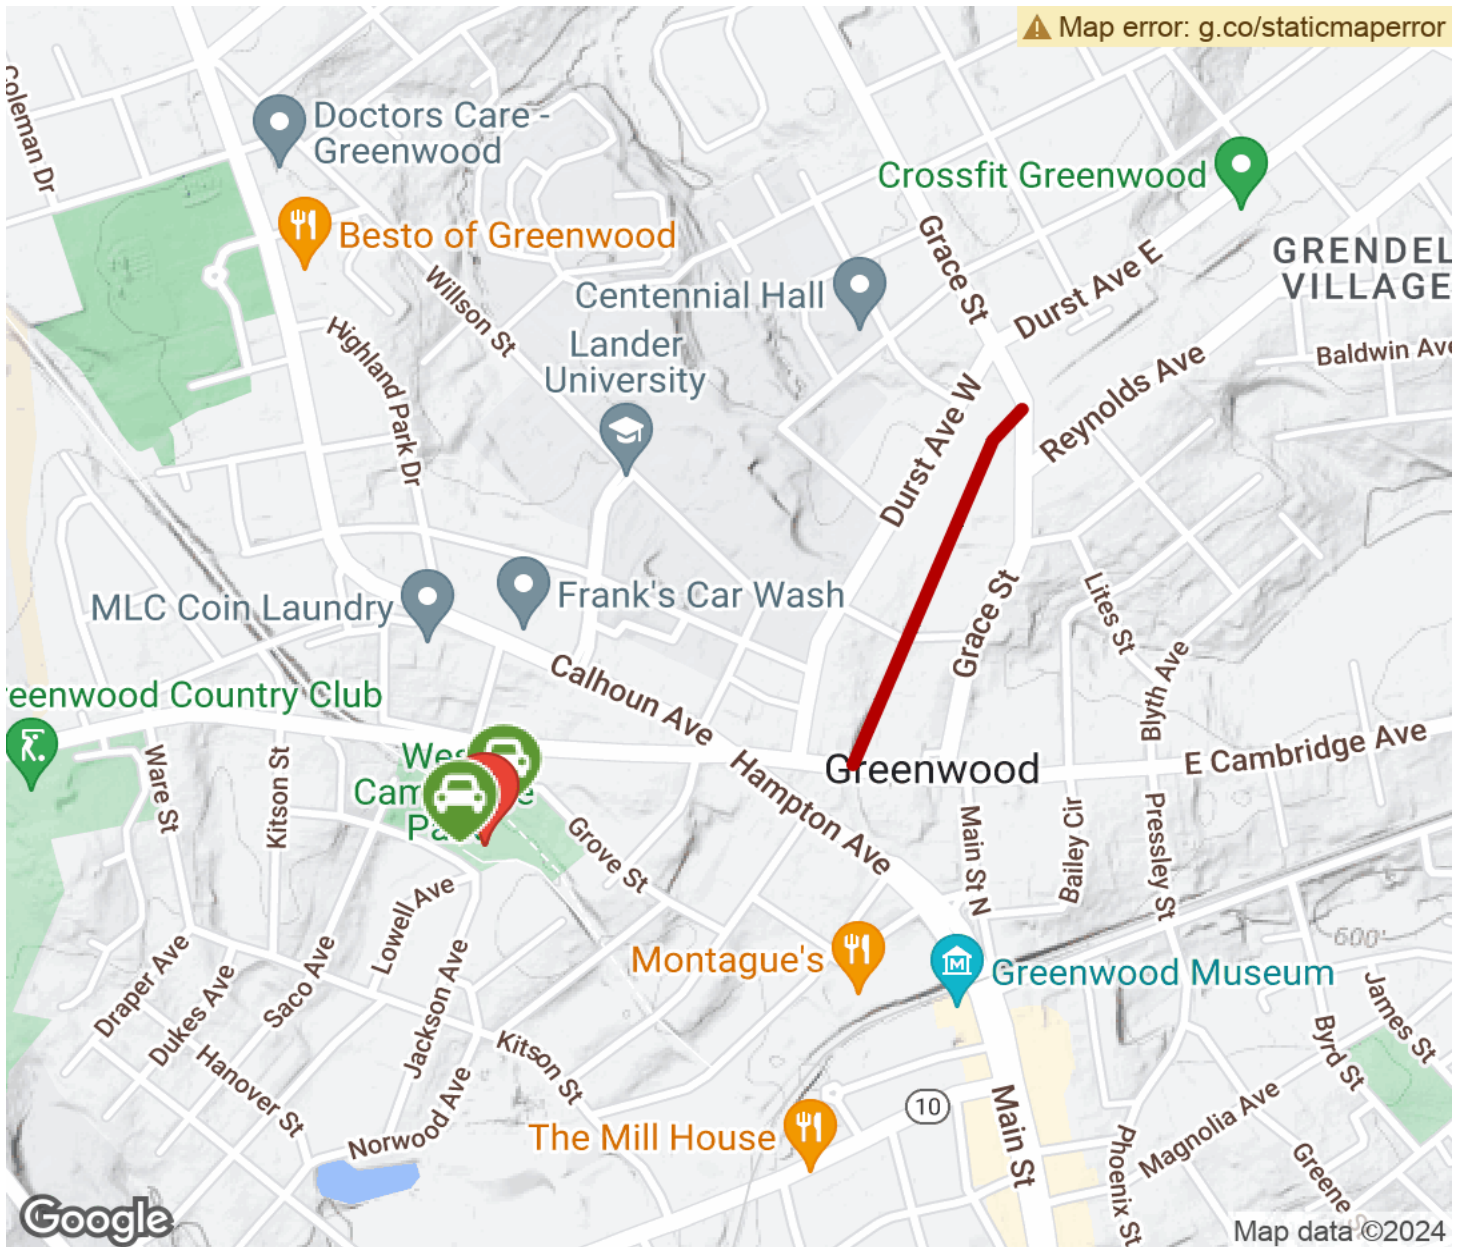 Map error: g.co/staticmaperror
Coleman Dr
Doctors Care -
Greenwood
Crossfit Greenwood
Besto of Greenwood
Grace St
GRENDEL
VILLAGE
Durst Ave E
Centennial Hall
Willson St
Lander
University
Highland Park Dr
Baldwin Ave
Reynolds Ave
Durst Ave W
MLC Coin Laundry
Frank's Car Wash
Grace St
Lites St
Blyth Ave
Calhoun Ave
reenwood Country Club
E Cambridge Ave
Greenwood
Hampton Ave
Ware St
Kitson St
Grove St
Main St N
Bailey Cir
Pressley St
Lowell Ave
Draper Ave
Dukes Ave
Saco Ave
Jackson Ave
Montague's
Greenwood Museum
600'
James St
Byrd St
Hanover St
Kitson St
Norwood Ave
10
Main St
The Mill House
Phoenix St
Magnolia Ave
Greene S
Google
Map data ©2024